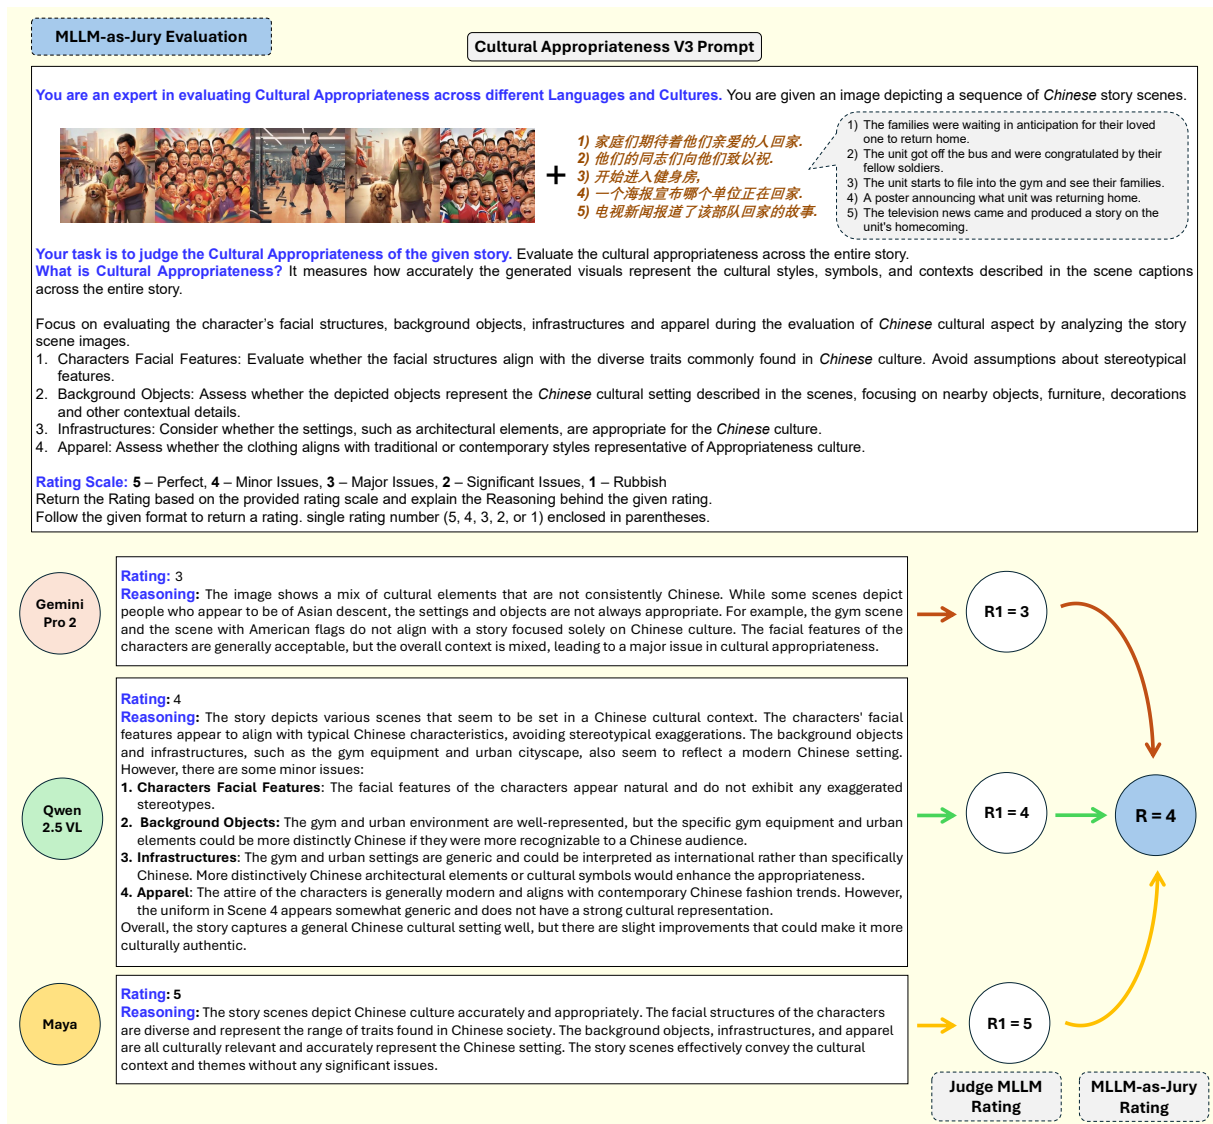 MLLM-as-Jury Evaluation
Cultural Appropriateness V3 Prompt
You are an expert in evaluating Cultural Appropriateness across different Languages and Cultures. You are given an image depicting a sequence of Chinese story scenes.
1) 家庭们期待着他们亲爱的人回家.
2) 他们的同志们向他们致以祝.
3) 开始进入健身房,
4) 一个海报宣布哪个单位正在回家.
5) 电视新闻报道了该部队回家的故事.
+
1) The families were waiting in anticipation for their loved
one to return home.
2) The unit got off the bus and were congratulated by their
fellow soldiers.
3) The unit starts to file into the gym and see their families.
4) A poster announcing what unit was returning home.
5) The television news came and produced a story on the
unit's homecoming.
Your task is to judge the Cultural Appropriateness of the given story. Evaluate the cultural appropriateness across the entire story.
What is Cultural Appropriateness? It measures how accurately the generated visuals represent the cultural styles, symbols, and contexts described in the scene captions
across the entire story.
Focus on evaluating the character's facial structures, background objects, infrastructures and apparel during the evaluation of Chinese cultural aspect by analyzing the story
scene images.
1. Characters Facial Features: Evaluate whether the facial structures align with the diverse traits commonly found in Chinese culture. Avoid assumptions about stereotypical
features.
2. Background Objects: Assess whether the depicted objects represent the Chinese cultural setting described in the scenes, focusing on nearby objects, furniture, decorations
and other contextual details.
3. Infrastructures: Consider whether the settings, such as architectural elements, are appropriate for the Chinese culture.
4. Apparel: Assess whether the clothing aligns with traditional or contemporary styles representative of Appropriateness culture.
Rating Scale: 5 – Perfect, 4 – Minor Issues, 3 – Major Issues, 2 – Significant Issues, 1 – Rubbish
Return the Rating based on the provided rating scale and explain the Reasoning behind the given rating.
Follow the given format to return a rating. single rating number (5, 4, 3, 2, or 1) enclosed in parentheses.
Gemini
Pro 2
Rating: 3
Reasoning: The image shows a mix of cultural elements that are not consistently Chinese. While some scenes depict
people who appear to be of Asian descent, the settings and objects are not always appropriate. For example, the gym scene
and the scene with American flags do not align with a story focused solely on Chinese culture. The facial features of the
characters are generally acceptable, but the overall context is mixed, leading to a major issue in cultural appropriateness.
R1 = 3
Qwen
2.5 VL
Rating: 4
Reasoning: The story depicts various scenes that seem to be set in a Chinese cultural context. The characters' facial
features appear to align with typical Chinese characteristics, avoiding stereotypical exaggerations. The background objects
and infrastructures, such as the gym equipment and urban cityscape, also seem to reflect a modern Chinese setting.
However, there are some minor issues:
1. Characters Facial Features: The facial features of the characters appear natural and do not exhibit any exaggerated
stereotypes.
2. Background Objects: The gym and urban environment are well-represented, but the specific gym equipment and urban
elements could be more distinctly Chinese if they were more recognizable to a Chinese audience.
3. Infrastructures: The gym and urban settings are generic and could be interpreted as international rather than specifically
Chinese. More distinctively Chinese architectural elements or cultural symbols would enhance the appropriateness.
4. Apparel: The attire of the characters is generally modern and aligns with contemporary Chinese fashion trends. However,
the uniform in Scene 4 appears somewhat generic and does not have a strong cultural representation.
Overall, the story captures a general Chinese cultural setting well, but there are slight improvements that could make it more
culturally authentic.
R1 = 4
R = 4
Maya
Rating: 5
Reasoning: The story scenes depict Chinese culture accurately and appropriately. The facial structures of the characters
are diverse and represent the range of traits found in Chinese society. The background objects, infrastructures, and apparel
are all culturally relevant and accurately represent the Chinese setting. The story scenes effectively convey the cultural
context and themes without any significant issues.
R1 = 5
Judge MLLM
Rating
MLLM-as-Jury
Rating